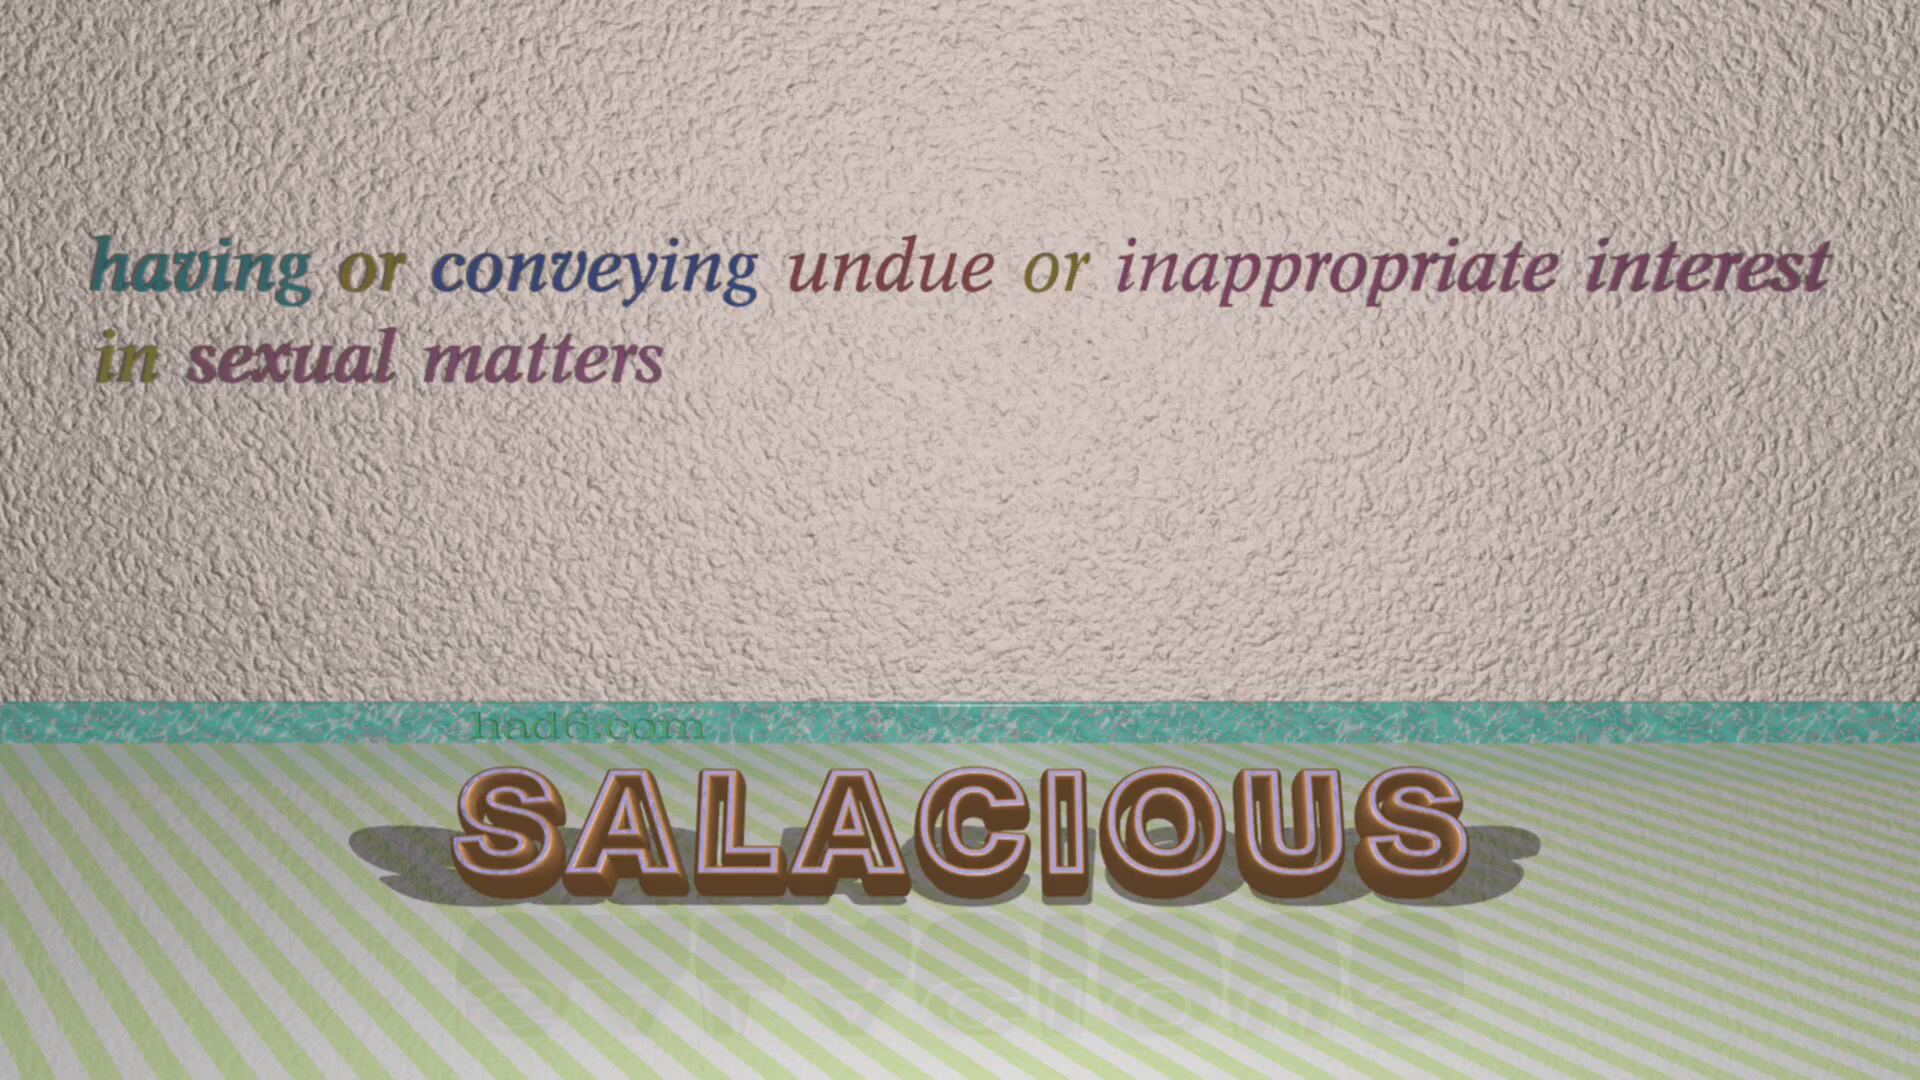 having or conveying undue or inappropriate interest
in sexual matters
had6.com
SALACIOUS